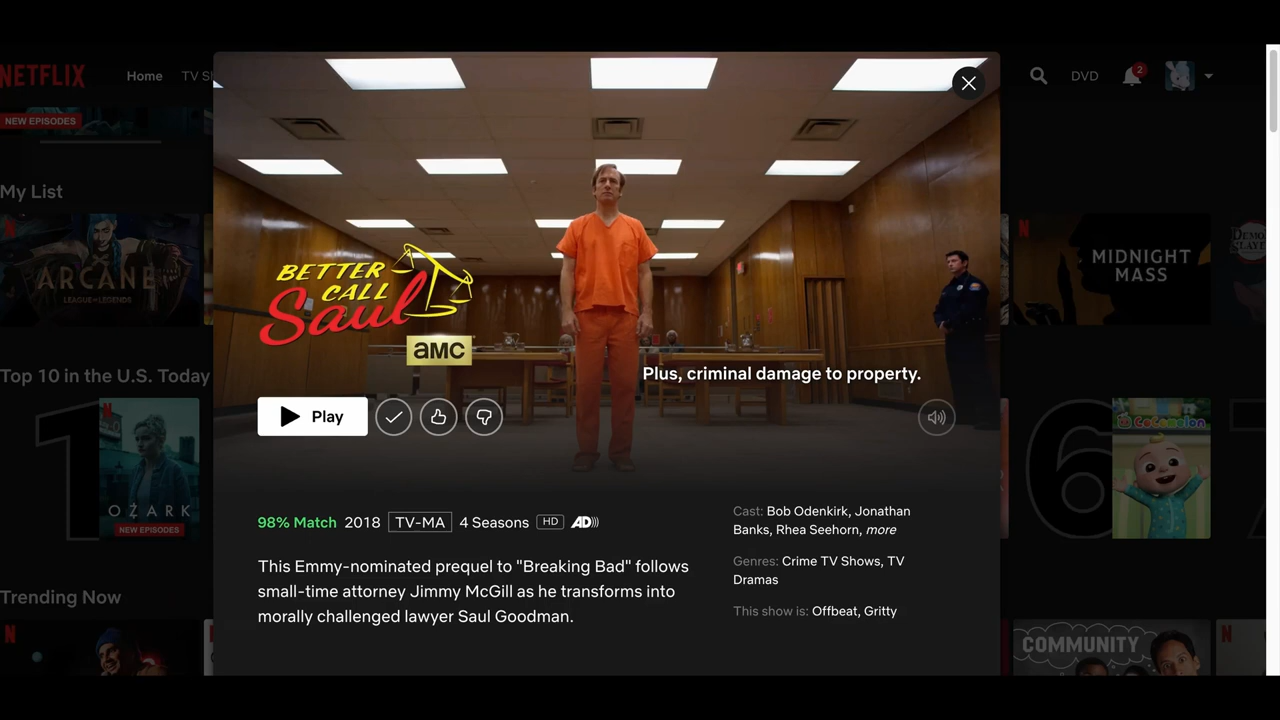 NETFLIX
Home
TV S
DVD
2
NEW EPISODES
My List
ARCANE
LEAGUE OF LEGENDS
MIDNIGHT
MASS
BETTER
CALL
Saul
amc
Plus, criminal damage to property.
Top 10 in the U.S. Today
Play
1
OZARK
NEW EPISODES
6
Cocomelon
98% Match 2018 TV-MA 4 Seasons HD AD
This Emmy-nominated prequel to "Breaking Bad" follows
small-time attorney Jimmy McGill as he transforms into
morally challenged lawyer Saul Goodman.
Cast: Bob Odenkirk, Jonathan
Banks, Rhea Seehorn, more
Genres: Crime TV Shows, TV
Dramas
This show is: Offbeat, Gritty
Trending Now
N
COMMUNITY
N